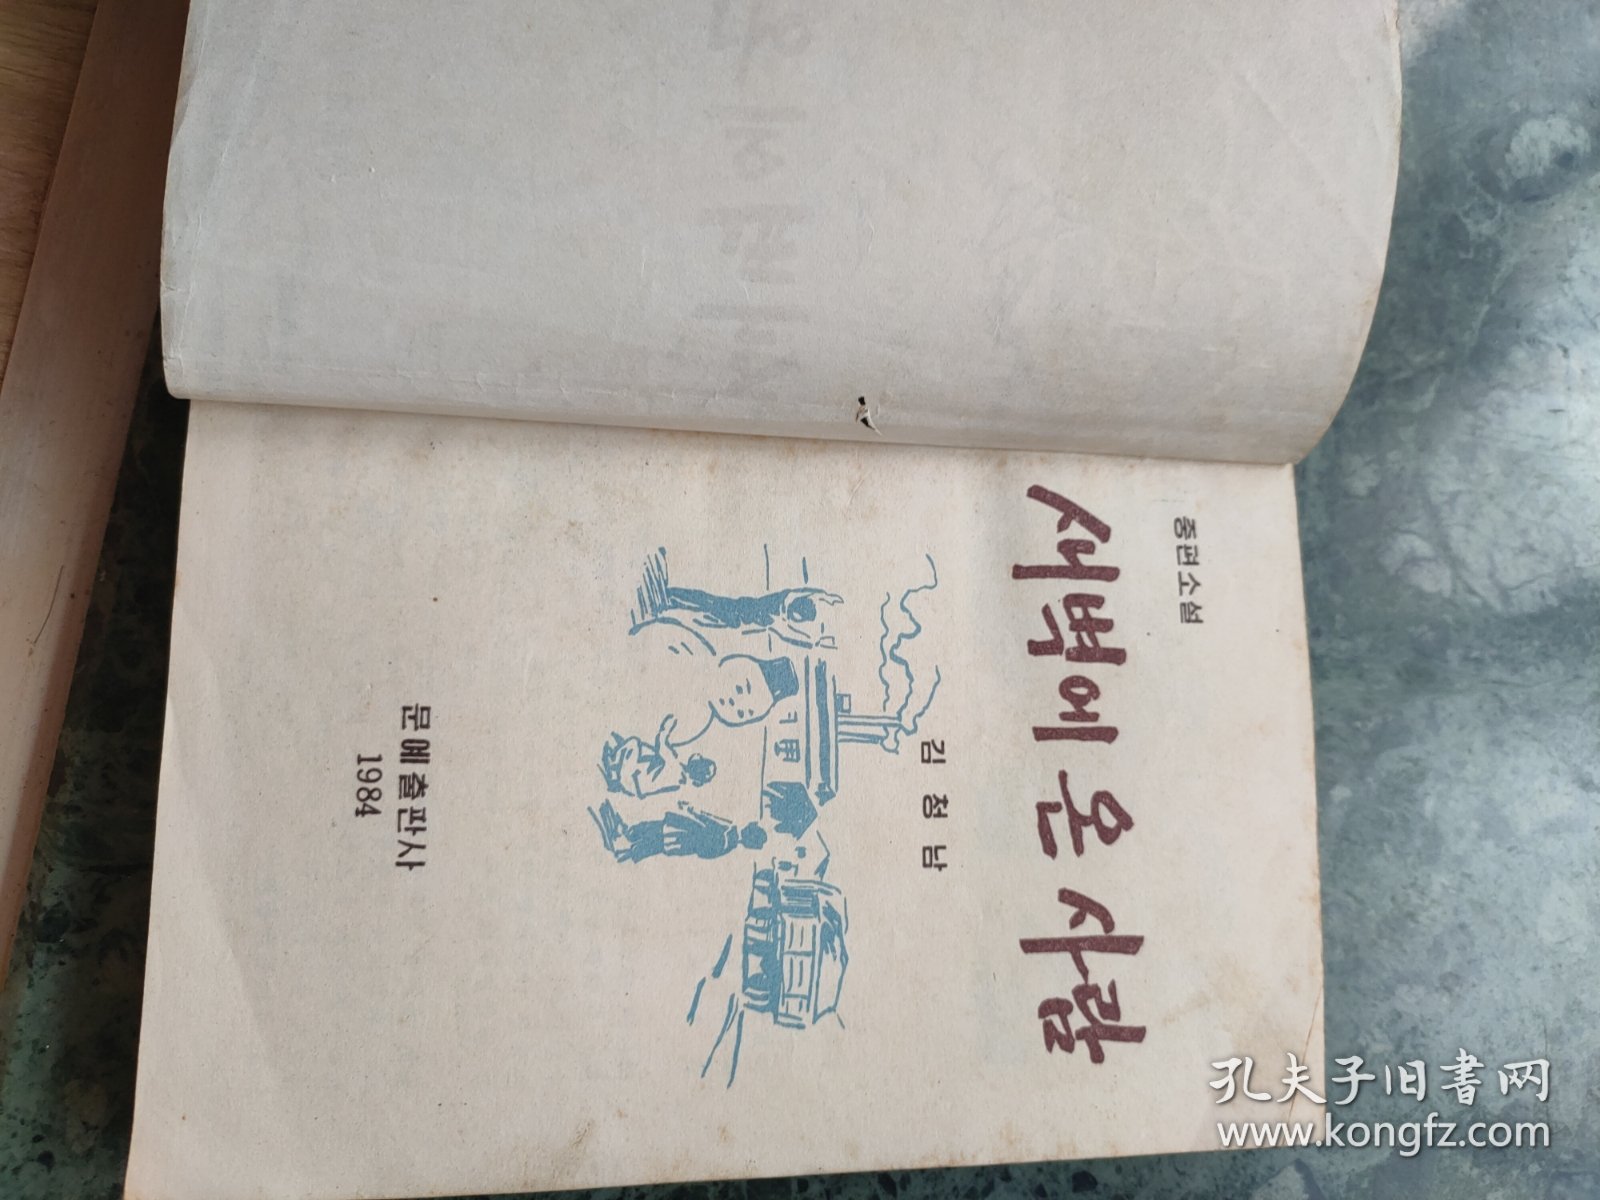 중편소설
새벽에 온 사람
김청남
문예출판사
1984
孔夫子旧書网
www.kongfz.com